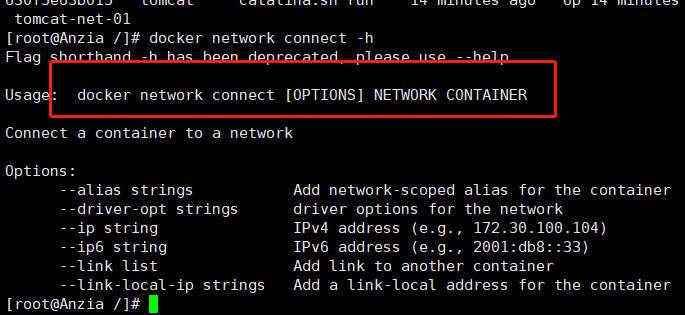 tomcat "catalina.sh run" 14 minutes ago Up 14 minutes
tomcat-net-01
[root@Anzia /]# docker network connect -h
Flag shorthand -h has been deprecated, please use --help
Usage:  docker network connect [OPTIONS] NETWORK CONTAINER
Connect a container to a network
Options:
--alias strings           Add network-scoped alias for the container
--driver-opt strings      driver options for the network
--ip string               IPv4 address (e.g., 172.30.100.104)
--ip6 string              IPv6 address (e.g., 2001:db8::33)
--link list               Add link to another container
--link-local-ip strings   Add a link-local address for the container
[root@Anzia /]#